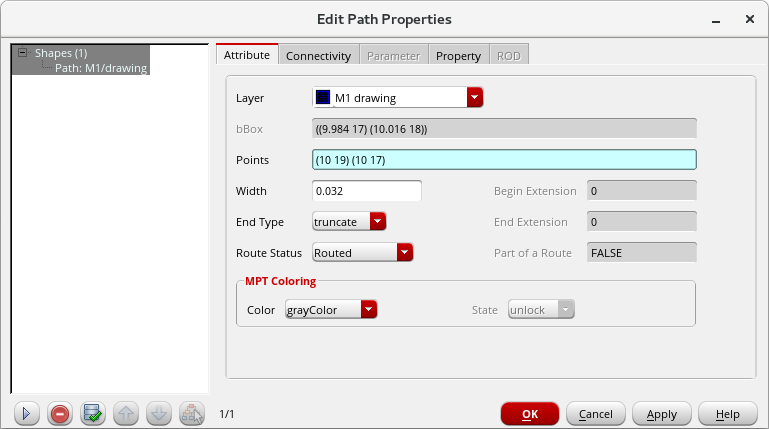 Edit Path Properties
Shapes (1)
Path: M1/drawing
Attribute Connectivity Parameter Property ROD
Layer M1 drawing
bBox ((9.984 17) (10.016 18))
Points (10 19) (10 17)
Width 0.032 Begin Extension 0
End Type truncate End Extension 0
Route Status Routed Part of a Route FALSE
MPT Coloring
Color grayColor State unlock
1/1 OK Cancel Apply Help